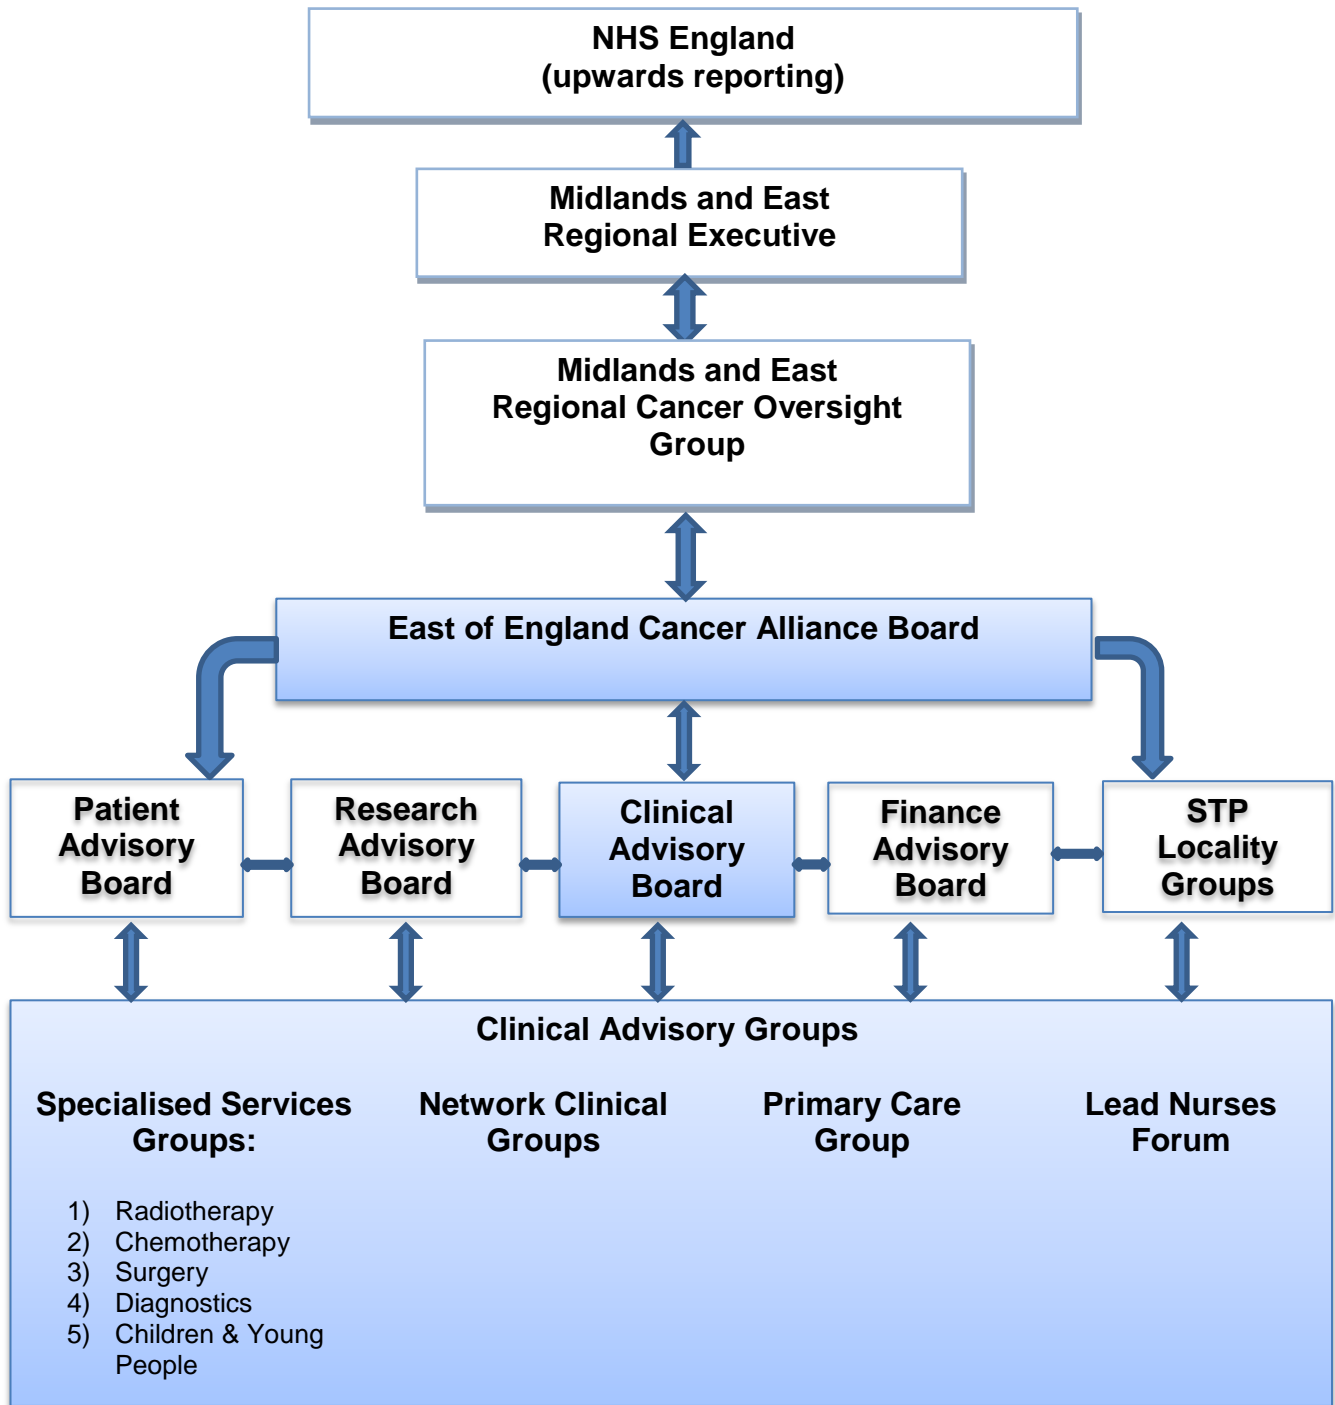 NHS England
(upwards reporting)
Midlands and East
Regional Executive
Midlands and East
Regional Cancer Oversight
Group
East of England Cancer Alliance Board
Patient
Advisory
Board
Research
Advisory
Board
Clinical
Advisory
Board
Finance
Advisory
Board
STP
Locality
Groups
Clinical Advisory Groups
Specialised Services
Groups:
1) Radiotherapy
2) Chemotherapy
3) Surgery
4) Diagnostics
5) Children & Young
People
Network Clinical
Groups
Primary Care
Group
Lead Nurses
Forum